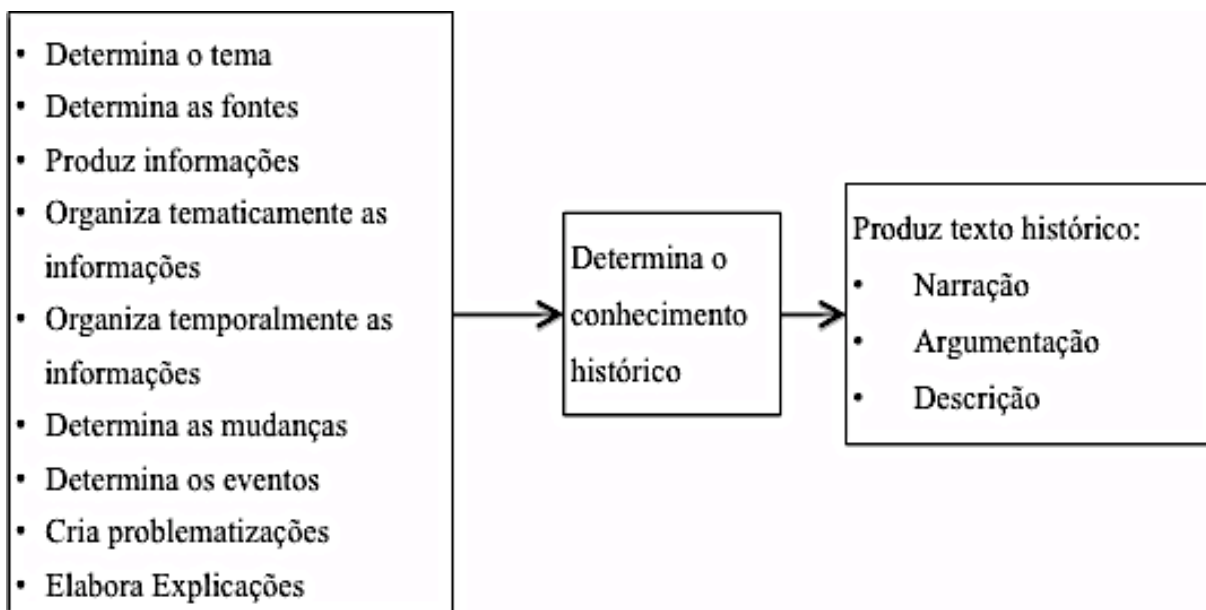 • Determina o tema
• Determina as fontes
• Produz informações
• Organiza tematicamente as
informações
• Organiza temporalmente as
informações
• Determina as mudanças
• Determina os eventos
• Cria problematizações
• Elabora Explicações
Determina o
conhecimento
histórico
Produz texto histórico:
• Narração
• Argumentação
• Descrição